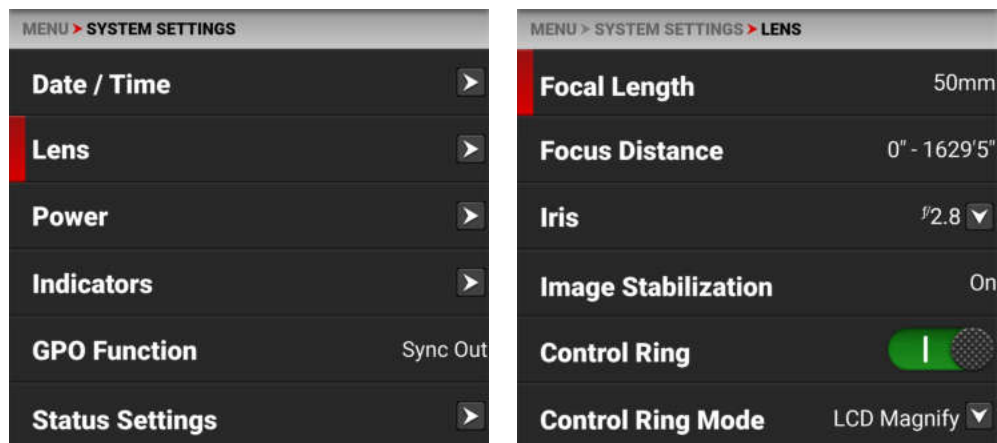 MENU > SYSTEM SETTINGS
Date / Time
Lens
Power
Indicators
GPO Function Sync Out
Status Settings
MENU > SYSTEM SETTINGS > LENS
Focal Length 50mm
Focus Distance 0" - 1629'5"
Iris f/2.8
Image Stabilization On
Control Ring
Control Ring Mode LCD Magnify